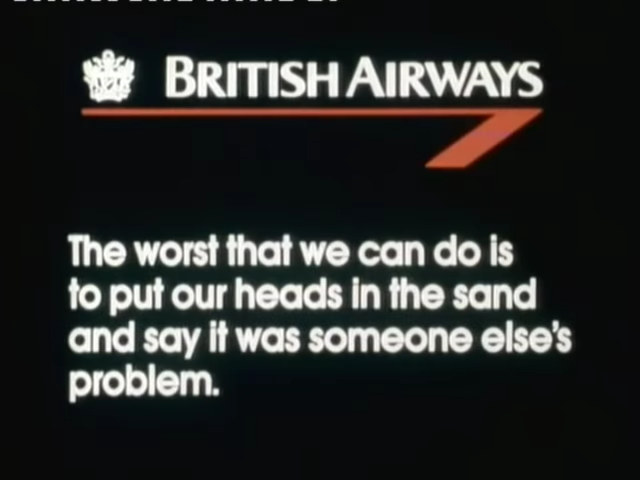 BRITISH AIRWAYS
The worst that we can do is
to put our heads in the sand
and say it was someone else's
problem.